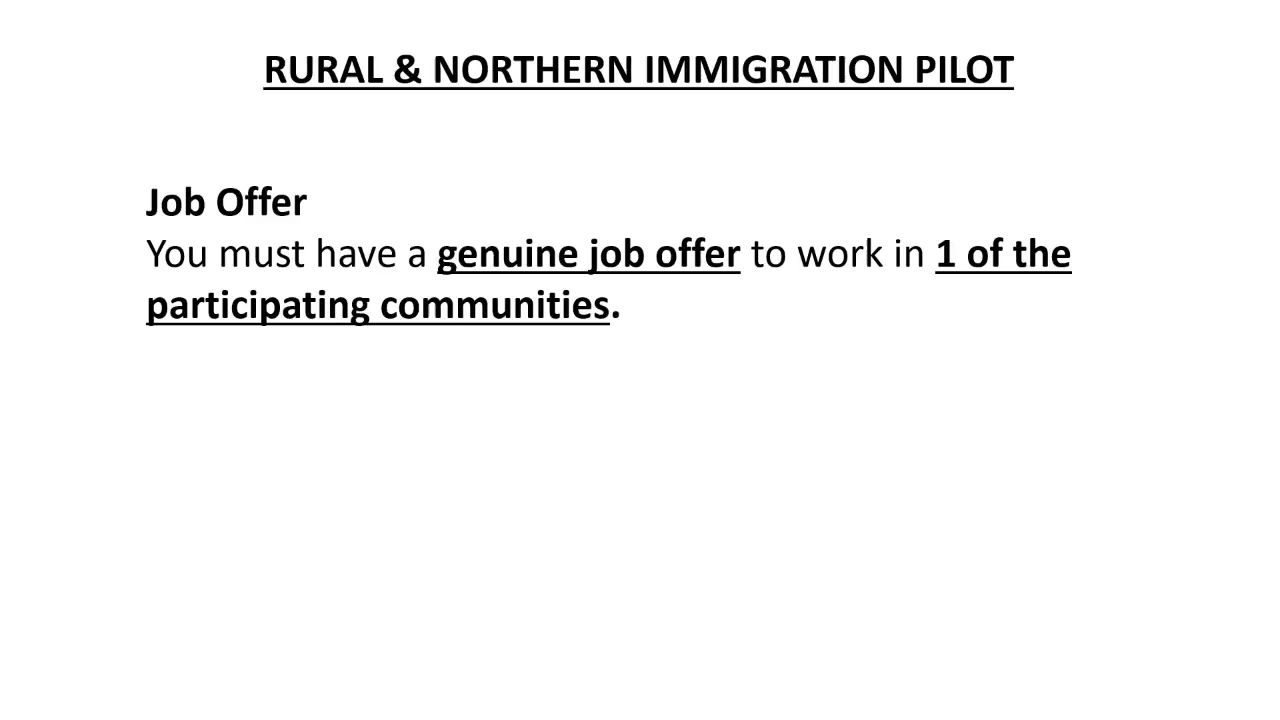 RURAL & NORTHERN IMMIGRATION PILOT
Job Offer
You must have a genuine job offer to work in 1 of the
participating communities.